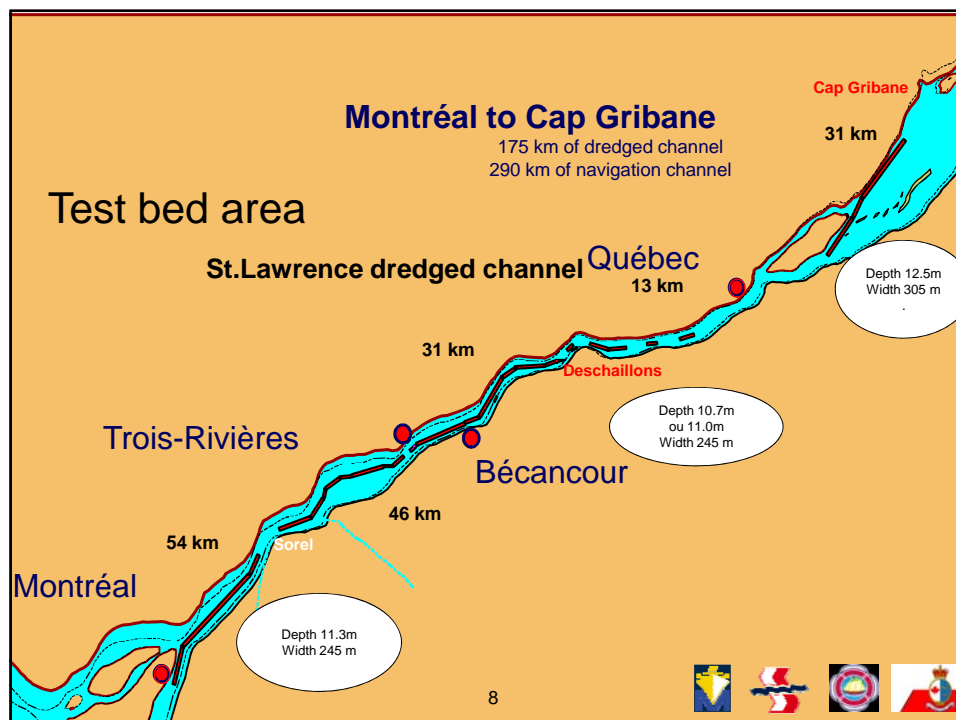 Cap Gribane
Montréal to Cap Gribane
31 km
175 km of dredged channel
290 km of navigation channel
Test bed area
St.Lawrence dredged channel
Québec
13 km
Depth 12.5m
Width 305 m
.
31 km
Deschaillons
Depth 10.7m
ou 11.0m
Width 245 m
Trois-Rivières
Bécancour
46 km
54 km
Sorel
Montréal
Depth 11.3m
Width 245 m
8